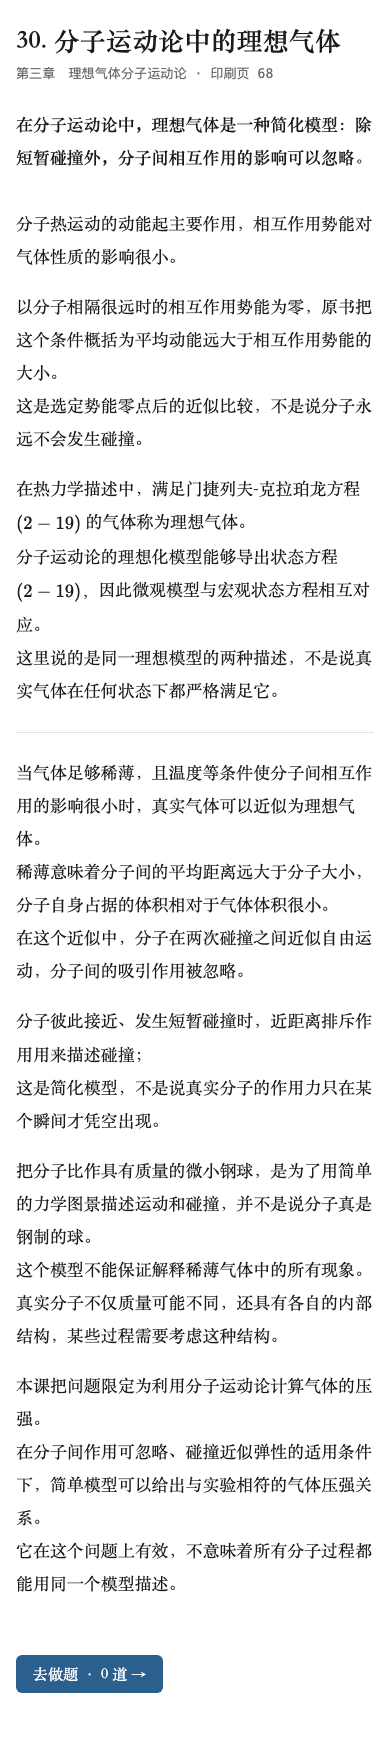 30. 分子运动论中的理想气体
第三章 理想气体分子运动论 · 印刷页 68
在分子运动论中，理想气体是一种简化模型：除
短暂碰撞外，分子间相互作用的影响可以忽略。
分子热运动的动能起主要作用，相互作用势能对
气体性质的影响很小。
以分子相隔很远时的相互作用势能为零，原书把
这个条件概括为平均动能远大于相互作用势能的
大小。
这是选定势能零点后的近似比较，不是说分子永
远不会发生碰撞。
在热力学描述中，满足门捷列夫-克拉珀龙方程
(2 − 19) 的气体称为理想气体。
分子运动论的理想化模型能够导出状态方程
(2 − 19)，因此微观模型与宏观状态方程相互对
应。
这里说的是同一理想模型的两种描述，不是说真
实气体在任何状态下都严格满足它。
当气体足够稀薄，且温度等条件使分子间相互作
用的影响很小时，真实气体可以近似为理想气
体。
稀薄意味着分子间的平均距离远大于分子大小，
分子自身占据的体积相对于气体体积很小。
在这个近似中，分子在两次碰撞之间近似自由运
动，分子间的吸引作用被忽略。
分子彼此接近、发生短暂碰撞时，近距离排斥作
用用来描述碰撞；
这是简化模型，不是说真实分子的作用力只在某
个瞬间才凭空出现。
把分子比作具有质量的微小钢球，是为了用简单
的力学图景描述运动和碰撞，并不是说分子真是
钢制的球。
这个模型不能保证解释稀薄气体中的所有现象。
真实分子不仅质量可能不同，还具有各自的内部
结构，某些过程需要考虑这种结构。
本课把问题限定为利用分子运动论计算气体的压
强。
在分子间作用可忽略、碰撞近似弹性的适用条件
下，简单模型可以给出与实验相符的气体压强关
系。
它在这个问题上有效，不意味着所有分子过程都
能用同一个模型描述。
去做题 · 0 道 →